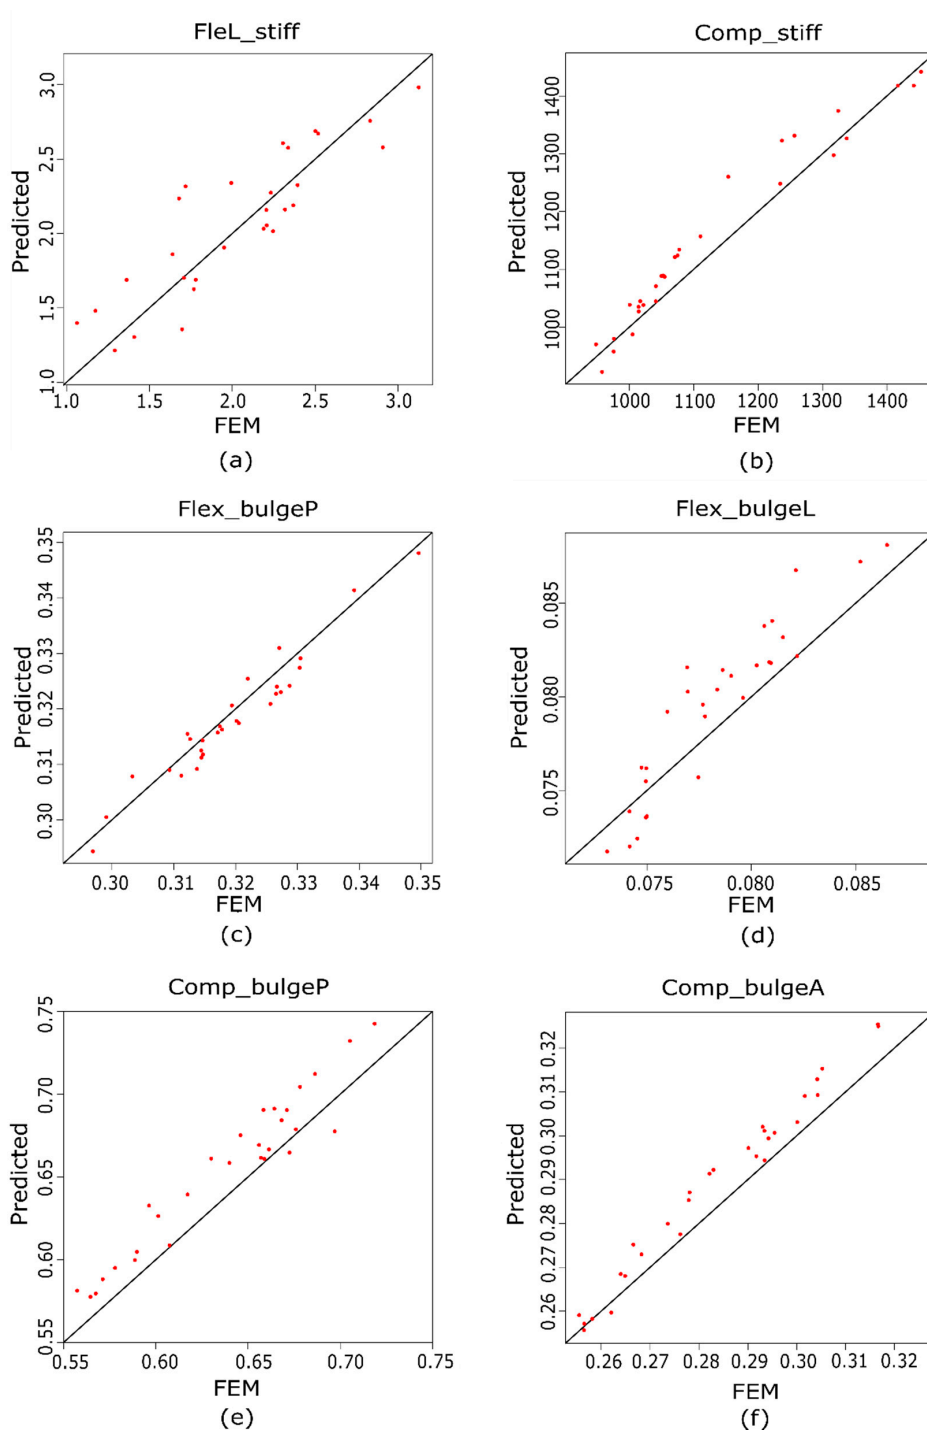 FleL_stiff
Predicted
1.0 1.5 2.0 2.5 3.0
1.0 1.5 2.0 2.5 3.0
FEM
(a)
Comp_stiff
Predicted
1000 1100 1200 1300 1400
1000 1100 1200 1300 1400
FEM
(b)
Flex_bulgeP
Predicted
0.30 0.31 0.32 0.33 0.34 0.35
0.30 0.31 0.32 0.33 0.34 0.35
FEM
(c)
Flex_bulgeL
Predicted
0.075 0.080 0.085
0.075 0.080 0.085
FEM
(d)
Comp_bulgeP
Predicted
0.55 0.60 0.65 0.70 0.75
0.55 0.60 0.65 0.70 0.75
FEM
(e)
Comp_bulgeA
Predicted
0.26 0.27 0.28 0.29 0.30 0.31 0.32
0.26 0.27 0.28 0.29 0.30 0.31 0.32
FEM
(f)